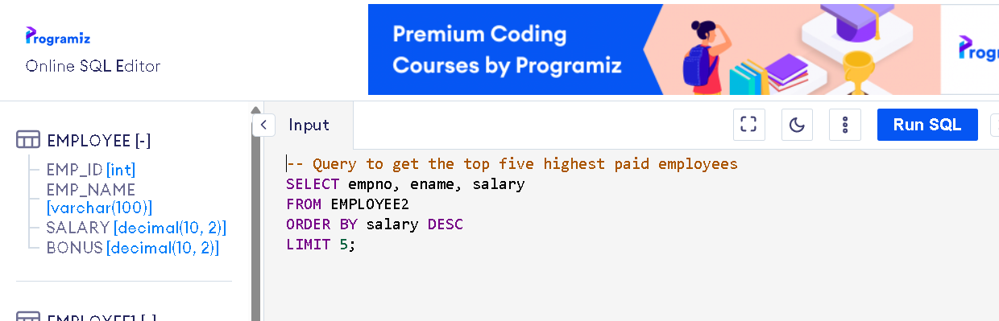 Programiz
Online SQL Editor
Premium Coding
Courses by Programiz
Input
Run SQL
EMPLOYEE [-]
EMP_ID [int]
EMP_NAME
[varchar(100)]
SALARY [decimal(10, 2)]
BONUS [decimal(10, 2)]
-- Query to get the top five highest paid employees
SELECT empno, ename, salary
FROM EMPLOYEE2
ORDER BY salary DESC
LIMIT 5;
EMPLOYEE1 [-]